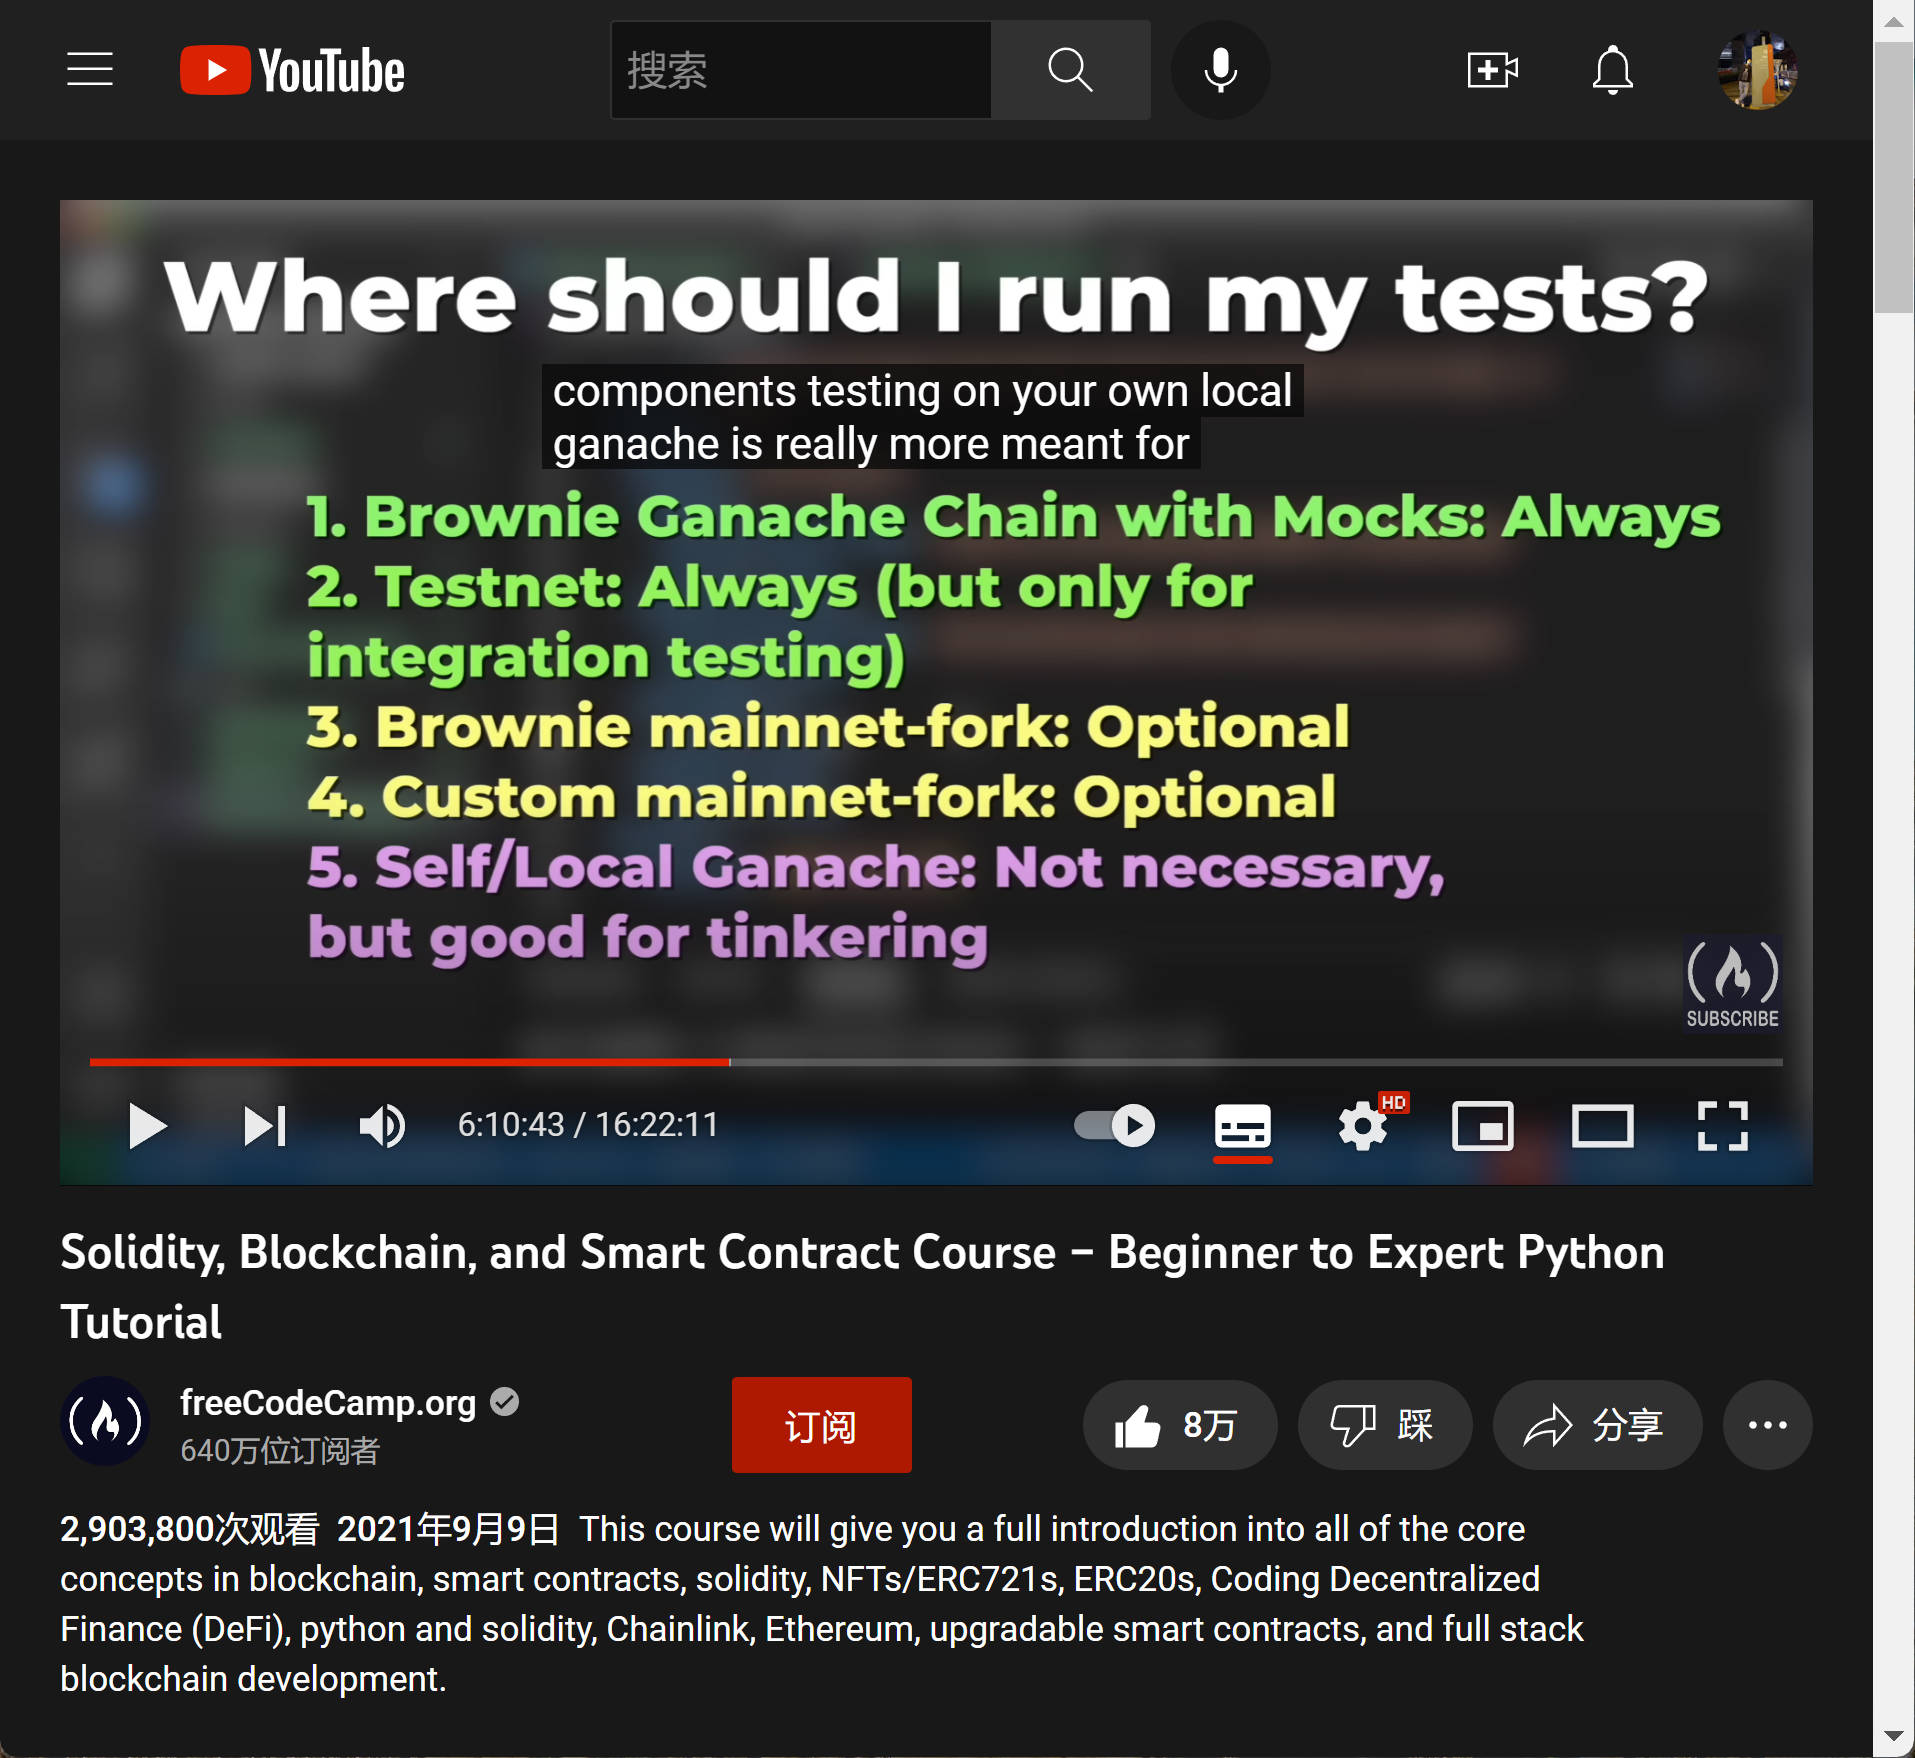 YouTube
搜索
Where should I run my tests?
components testing on your own local
ganache is really more meant for
1. Brownie Ganache Chain with Mocks: Always
2. Testnet: Always (but only for
integration testing)
3. Brownie mainnet-fork: Optional
4. Custom mainnet-fork: Optional
5. Self/Local Ganache: Not necessary,
but good for tinkering
SUBSCRIBE
6:10:43 / 16:22:11
HD
Solidity, Blockchain, and Smart Contract Course – Beginner to Expert Python
Tutorial
freeCodeCamp.org
640万位订阅者
订阅
8万
踩
分享
2,903,800次观看 2021年9月9日 This course will give you a full introduction into all of the core
concepts in blockchain, smart contracts, solidity, NFTs/ERC721s, ERC20s, Coding Decentralized
Finance (DeFi), python and solidity, Chainlink, Ethereum, upgradable smart contracts, and full stack
blockchain development.